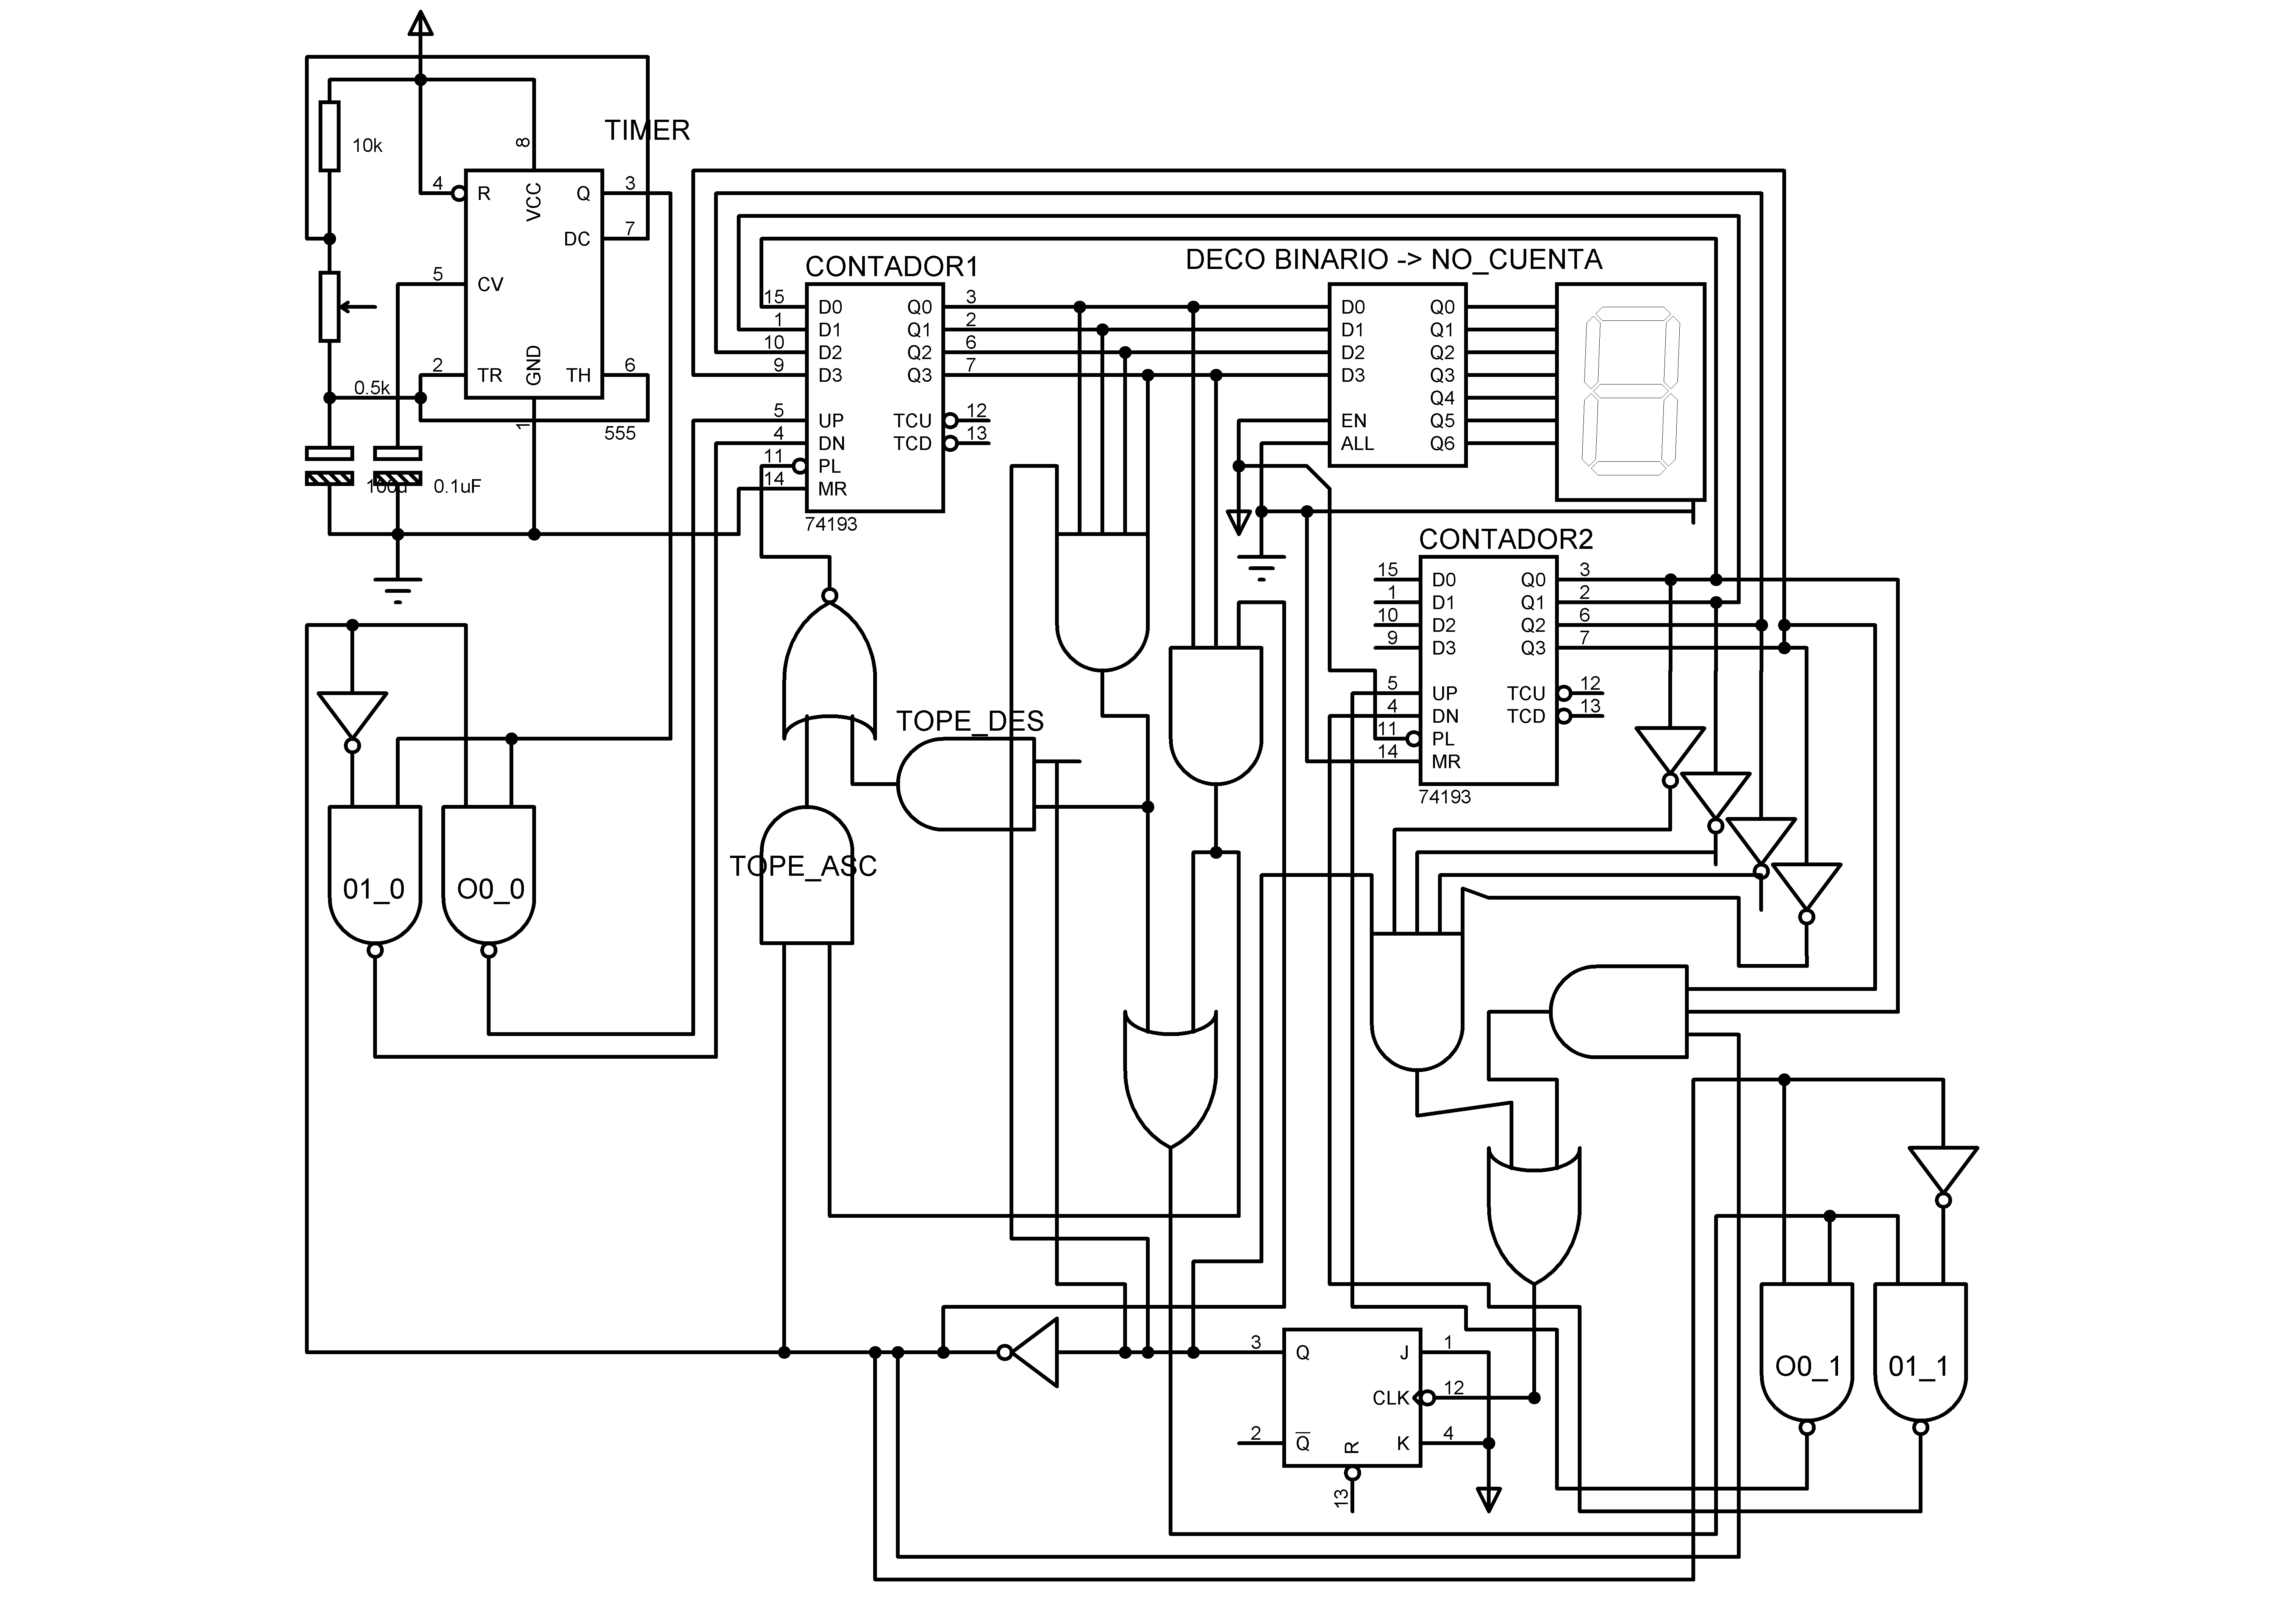 TIMER
10k
8
4 R VCC Q 3
DC 7
5 CV
2 TR GND TH 6
0.5k
1
555
100u 0.1uF
CONTADOR1
15 D0 Q0 3
1 D1 Q1 2
10 D2 Q2 6
9 D3 Q3 7
5 UP TCU 12
4 DN TCD 13
11 PL
14 MR
74193
DECO BINARIO -> NO_CUENTA
D0 Q0
D1 Q1
D2 Q2
D3 Q3
Q4
EN Q5
ALL Q6
CONTADOR2
15 D0 Q0 3
1 D1 Q1 2
10 D2 Q2 6
9 D3 Q3 7
5 UP TCU 12
4 DN TCD 13
11 PL
14 MR
74193
TOPE_DES
TOPE_ASC
01_0 O0_0
3 Q J 1
CLK 12
2 Q̅ K 4
R
13
O0_1 01_1